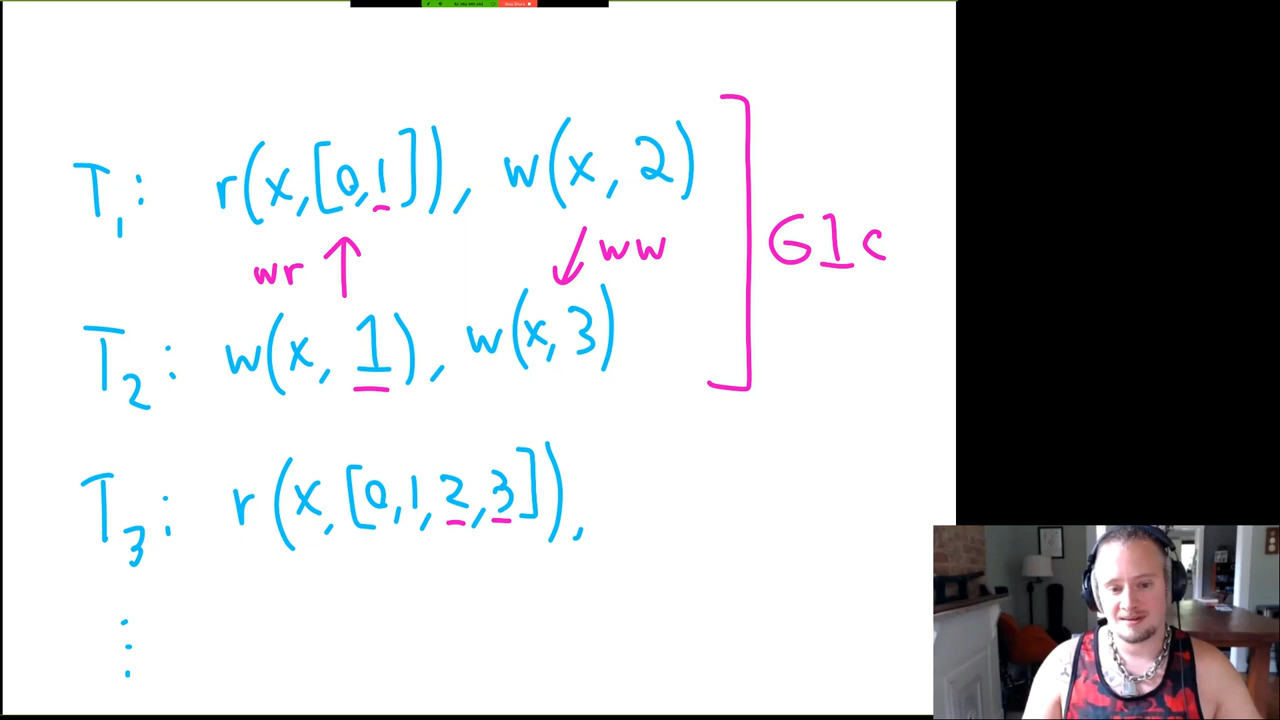 T1: r(x,[0,1]), w(x,2)
wr ww
G1c
T2: w(x, 1), w(x,3)
T3: r(x,[0,1,2,3]),
⋮